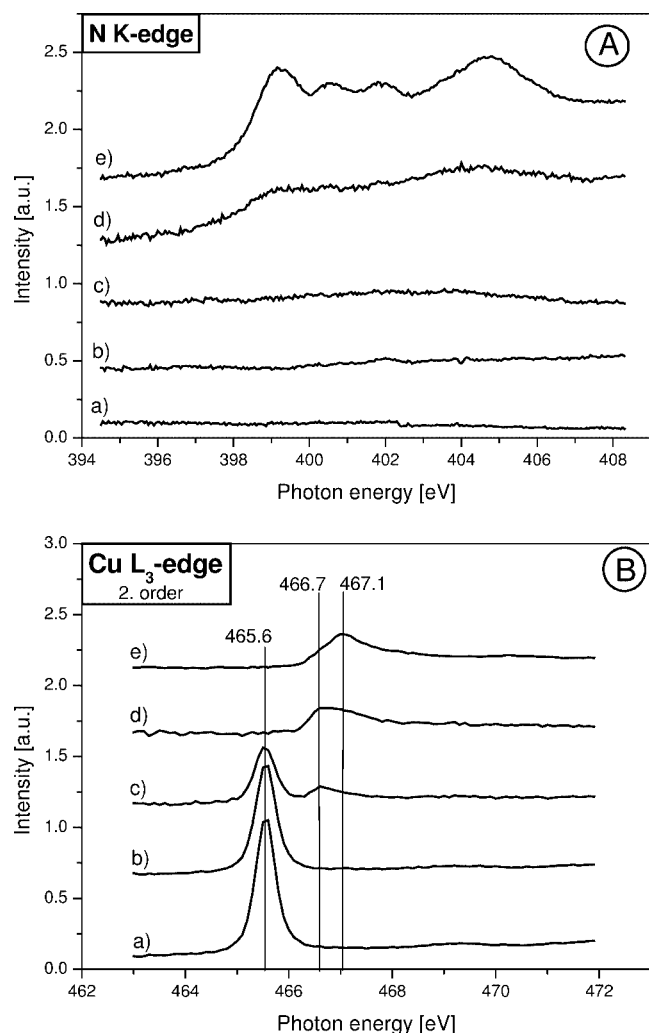 N K-edge
A
2.5
2.0
1.5
1.0
0.5
0.0
Intensity [a.u.]
e)
d)
c)
b)
a)
394 396 398 400 402 404 406 408
Photon energy [eV]
Cu L3-edge
2. order
B
3.0
2.5
2.0
1.5
1.0
0.5
0.0
Intensity [a.u.]
466.7 467.1
465.6
e)
d)
c)
b)
a)
462 464 466 468 470 472
Photon energy [eV]